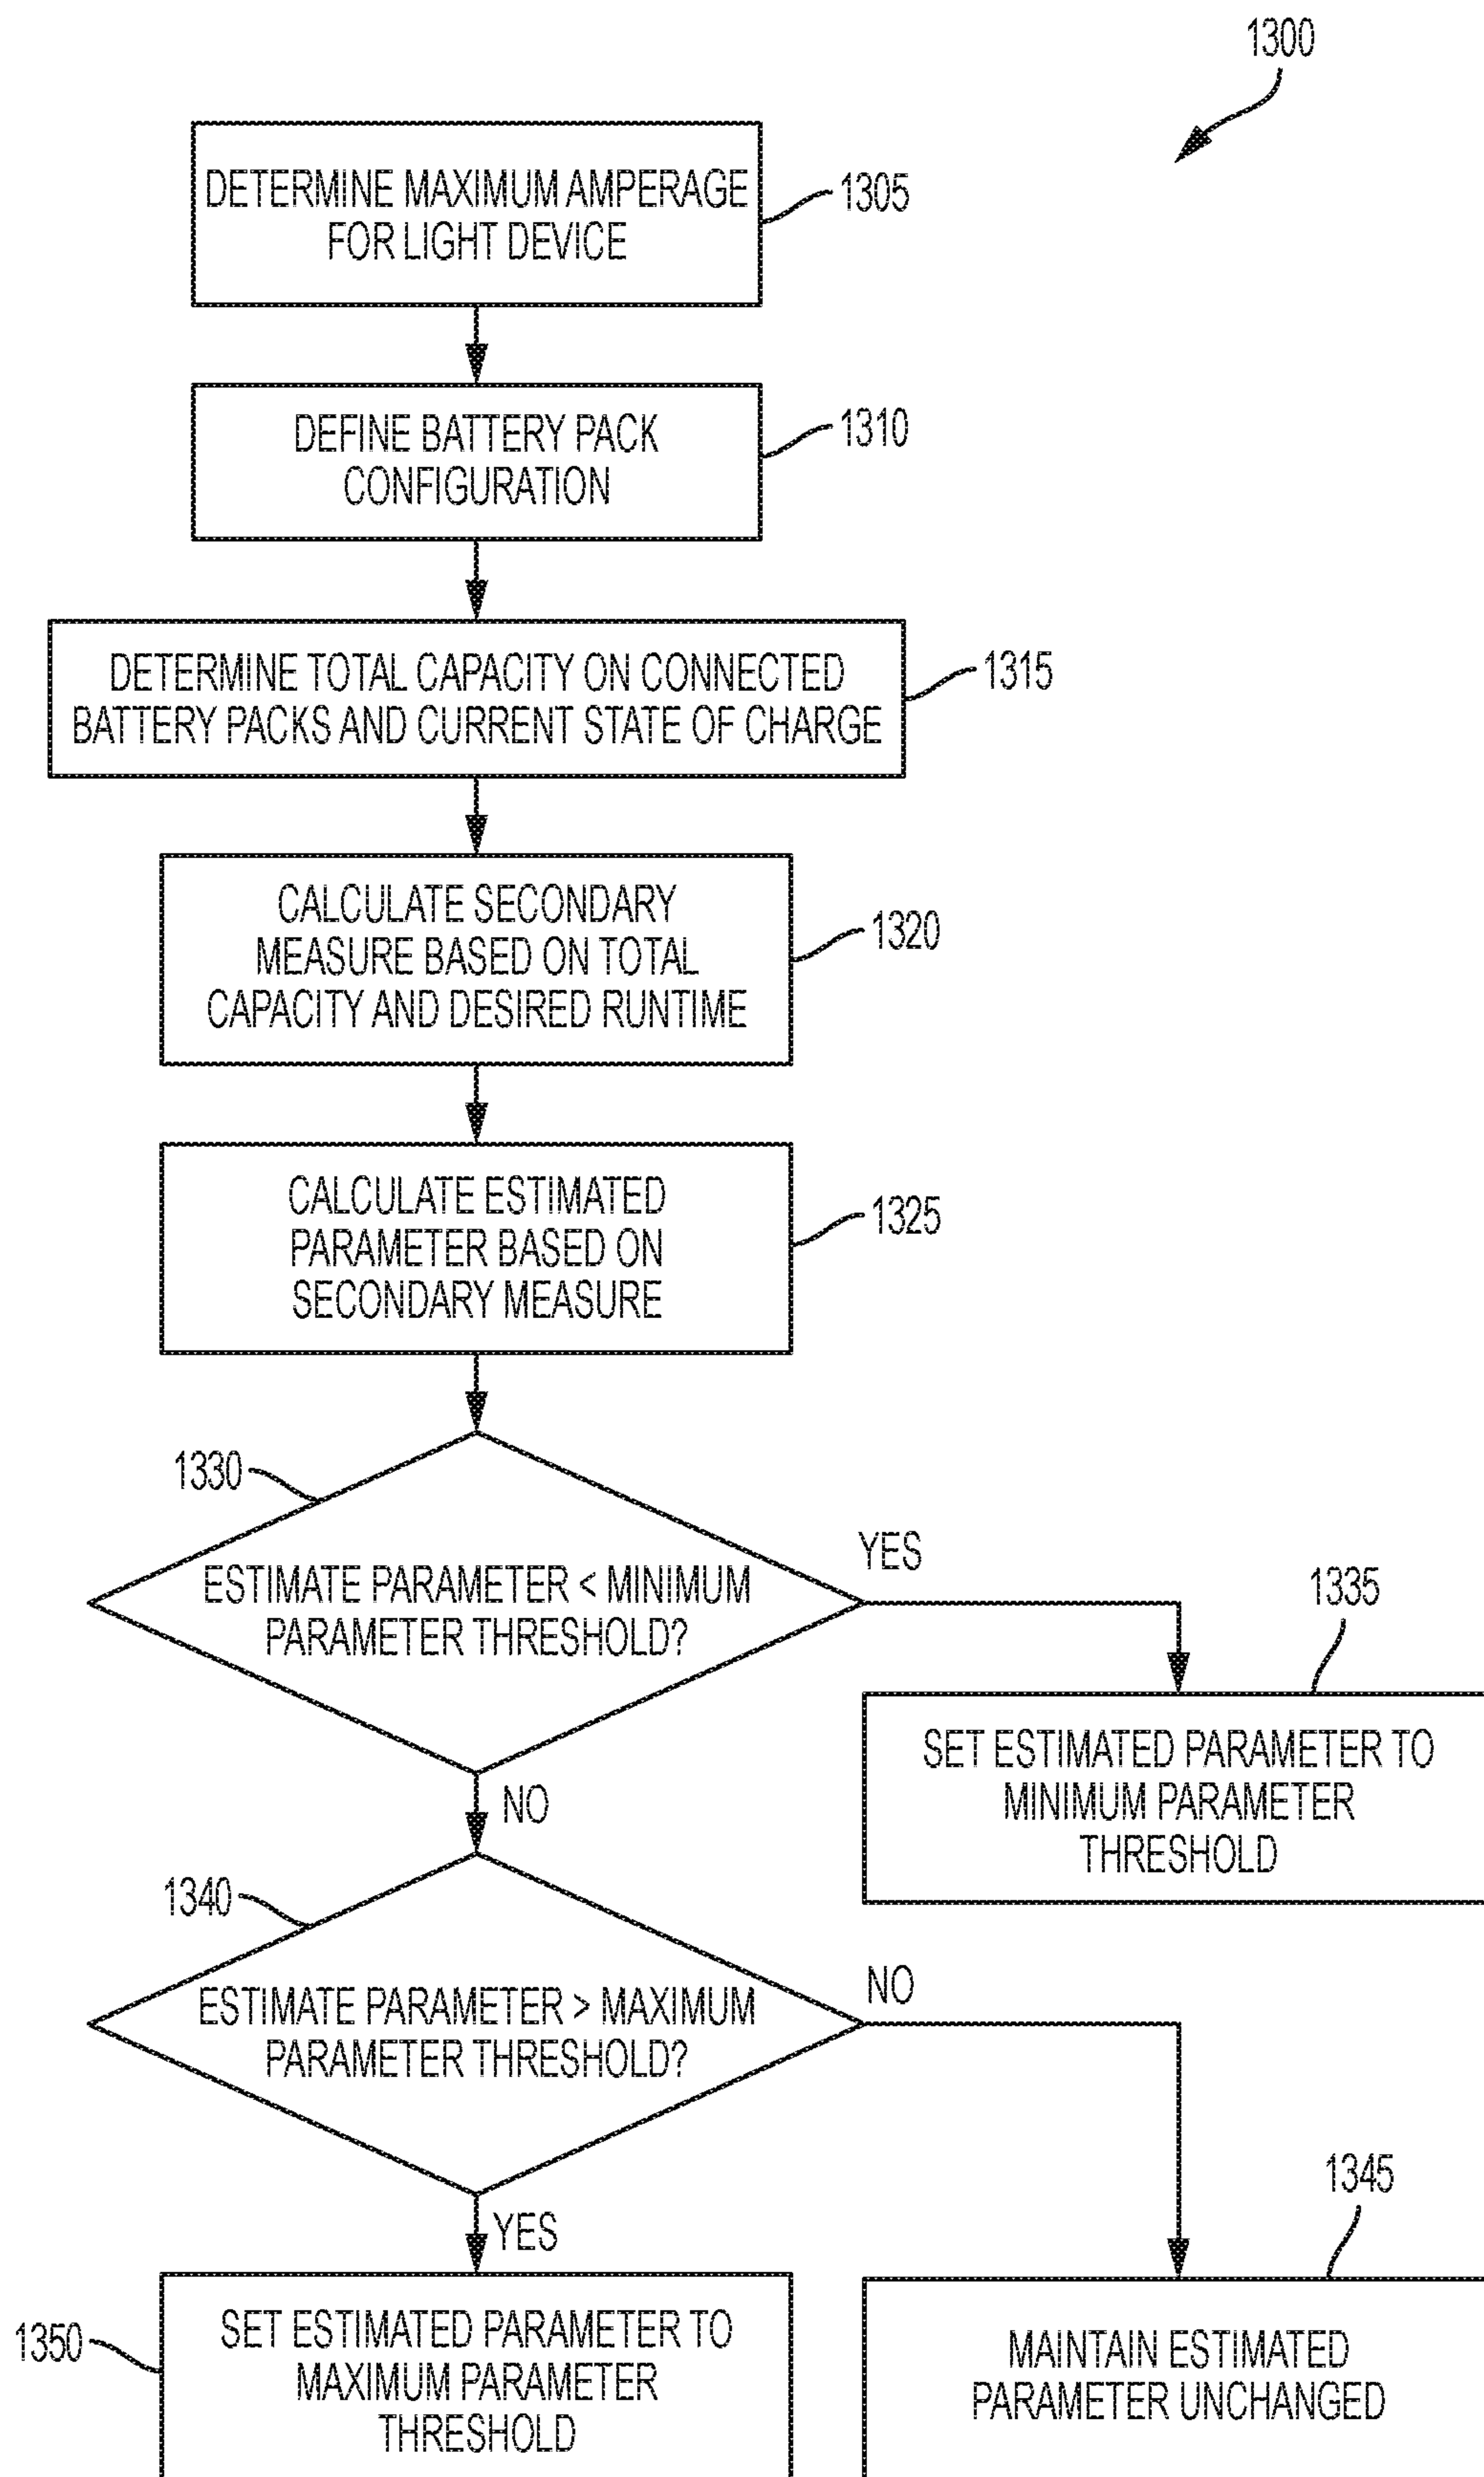 1300
DETERMINE MAXIMUM AMPERAGE
FOR LIGHT DEVICE
1305
DEFINE BATTERY PACK
CONFIGURATION
1310
DETERMINE TOTAL CAPACITY ON CONNECTED
BATTERY PACKS AND CURRENT STATE OF CHARGE
1315
CALCULATE SECONDARY
MEASURE BASED ON TOTAL
CAPACITY AND DESIRED RUNTIME
1320
CALCULATE ESTIMATED
PARAMETER BASED ON
SECONDARY MEASURE
1325
1330
ESTIMATE PARAMETER < MINIMUM
PARAMETER THRESHOLD?
YES
1335
SET ESTIMATED PARAMETER TO
MINIMUM PARAMETER
THRESHOLD
NO
1340
ESTIMATE PARAMETER > MAXIMUM
PARAMETER THRESHOLD?
NO
1345
MAINTAIN ESTIMATED
PARAMETER UNCHANGED
YES
1350
SET ESTIMATED PARAMETER TO
MAXIMUM PARAMETER
THRESHOLD